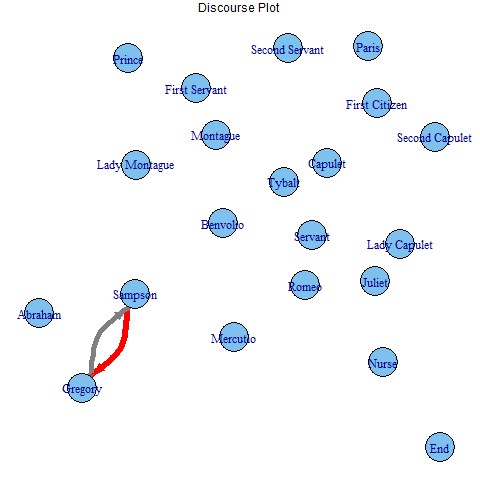 Discourse Plot
Second Servant
Paris
Prince
First Servant
First Citizen
Montague
Second Capulet
Lady Montague
Capulet
Tybalt
Benvolio
Servant
Lady Capulet
Juliet
Romeo
Sampson
Abraham
Mercutio
Nurse
Gregory
End